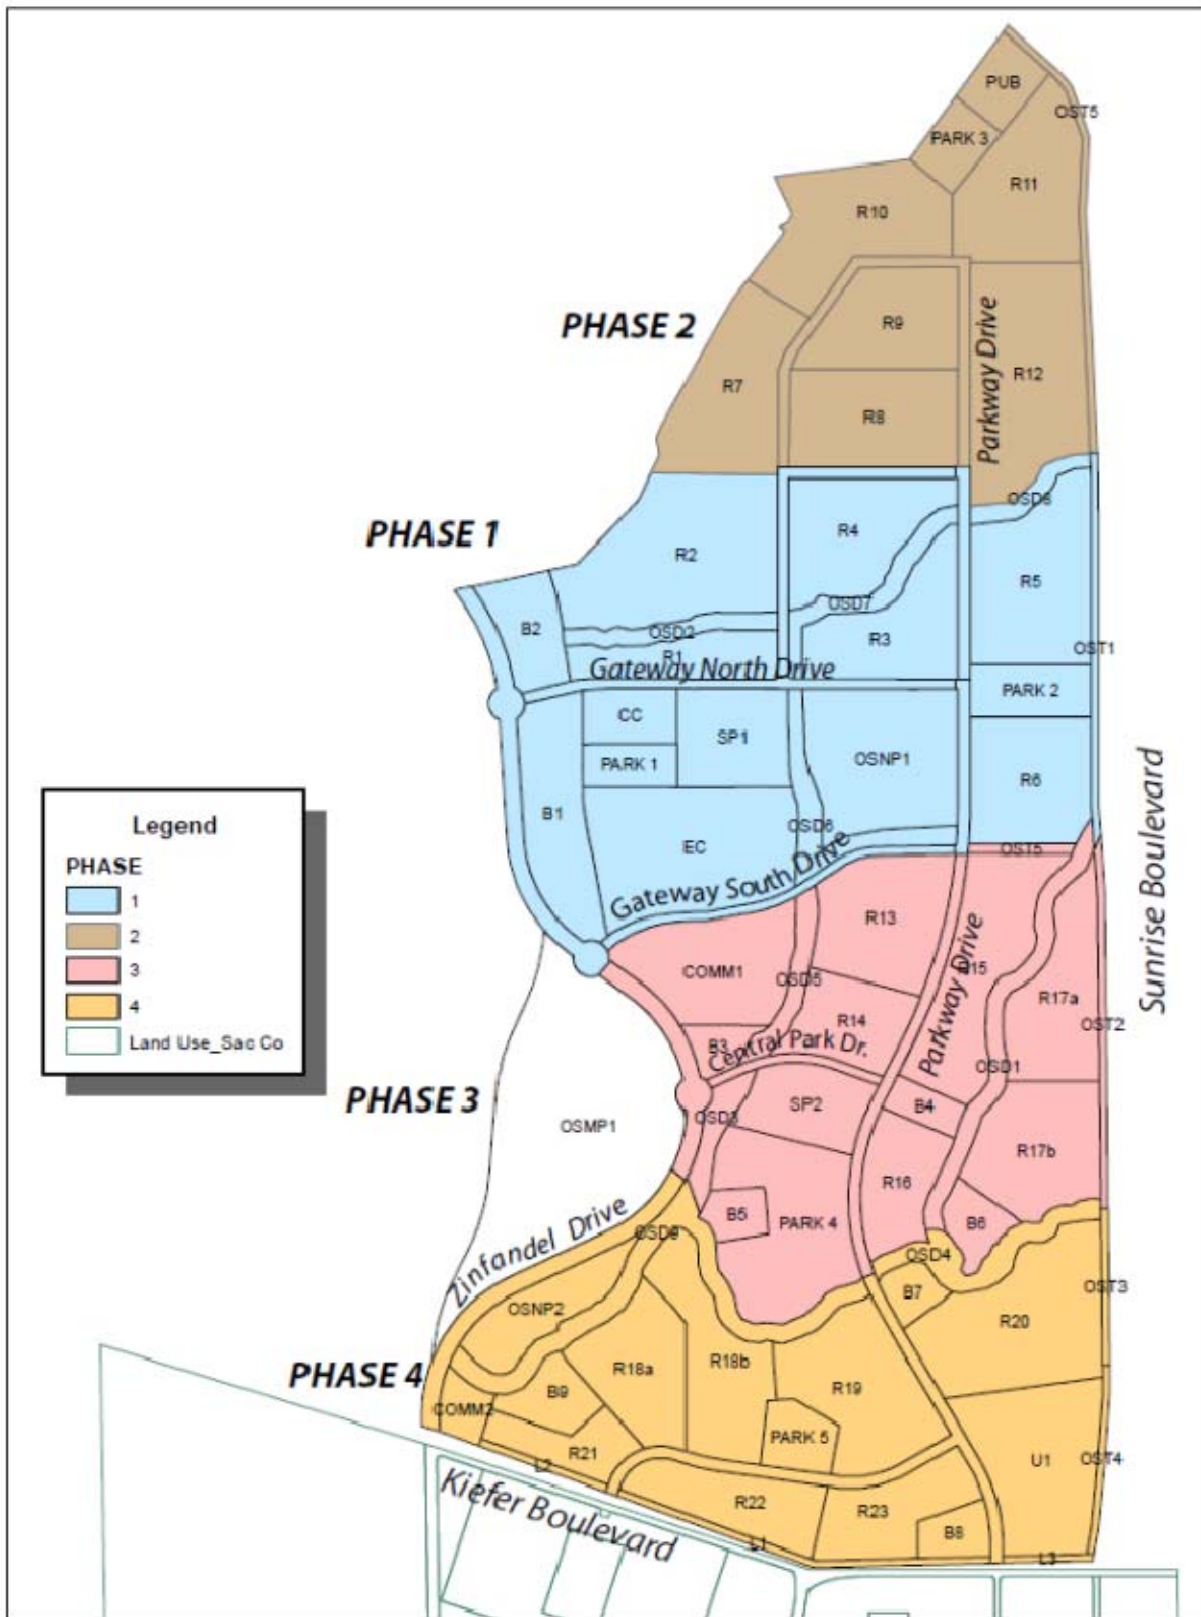 PUB
OST5
PARK 3
R11
R10
PHASE 2
R9
Parkway Drive
R7
R12
R8
OSD8
PHASE 1
R4
R2
R5
OSD7
B2
OSD2
R3
R1
OST1
Gateway North Drive
PARK 2
CC
SP1
OSNP1
PARK 1
R6
Sunrise Boulevard
Legend
PHASE
1
2
3
4
Land Use_Sac Co
B1
OSD6
IEC
OST5
Gateway South Drive
R13
COMM1
OSD5
Parkway Drive
R15
R17a
R14
OST2
B3
Central Park Dr.
OSD1
PHASE 3
OSMP1
OSD3
SP2
B4
R17b
R16
B5
PARK 4
B6
Zinfandel Drive
OSD9
OSD4
B7
OST3
OSNP2
R20
PHASE 4
R18a
R18b
R19
B9
COMM2
PARK 5
R21
L2
U1
OST4
Kiefer Boulevard
R22
R23
B8
L1
L3